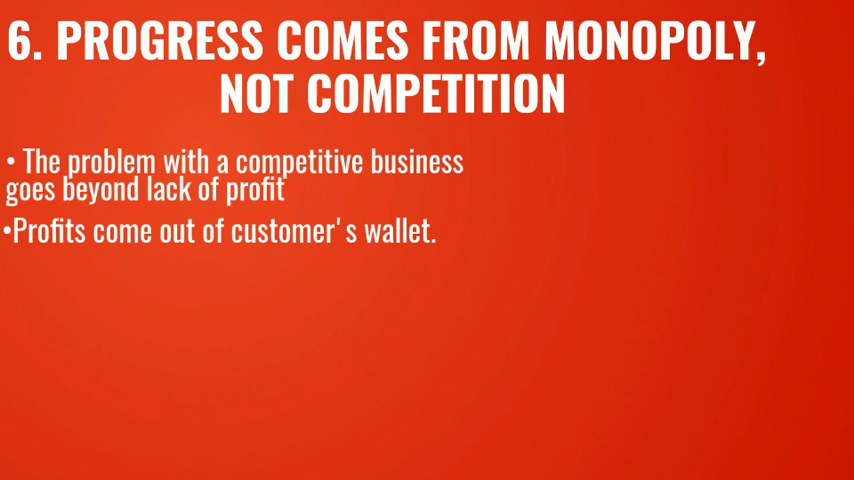 6. PROGRESS COMES FROM MONOPOLY,
NOT COMPETITION
• The problem with a competitive business
goes beyond lack of profit
•Profits come out of customer's wallet.